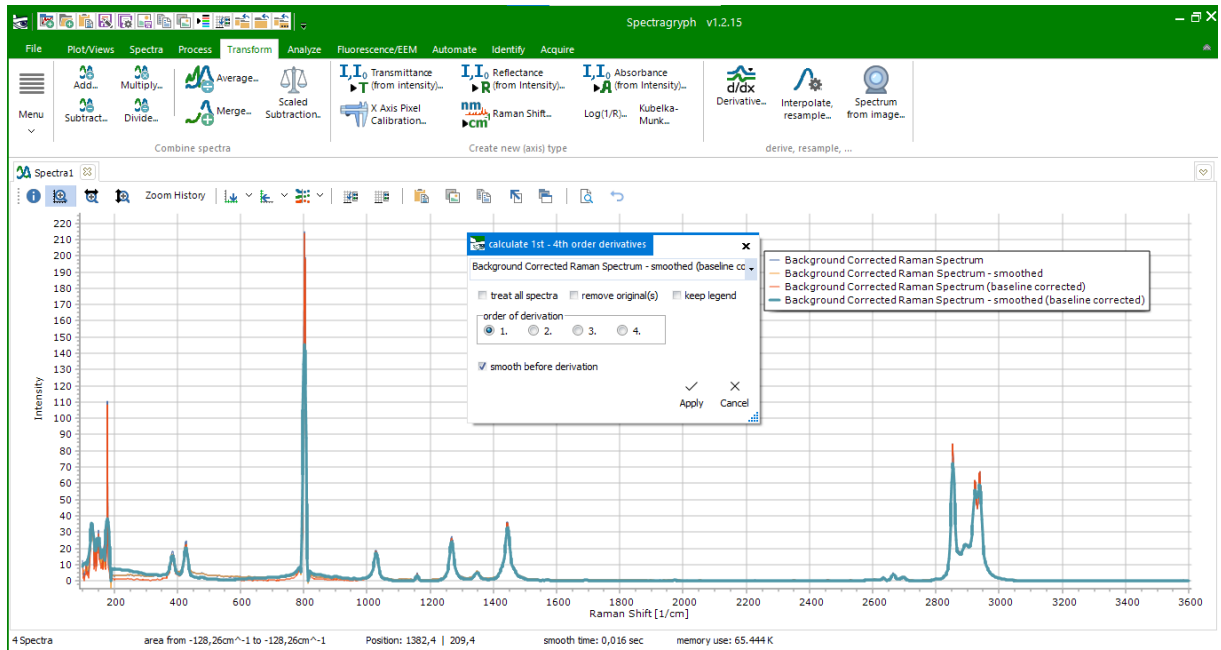 Spectragryph v1.2.15
File Plot/Views Spectra Process Transform Analyze Fluorescence/EEM Automate Identify Acquire
Menu
Add...
Multiply...
Subtract...
Divide...
Average...
Merge...
Scaled Subtraction...
Combine spectra
I,I0 Transmittance
▶T (from intensity)...
I,I0 Reflectance
▶R (from Intensity)...
I,I0 Absorbance
▶A (from Intensity)...
X Axis Pixel
Calibration...
nm
▶cm
Raman Shift...
Log(1/R)...
Kubelka-
Munk...
Create new (axis) type
d/dx
Derivative...
Interpolate,
resample...
Spectrum
from image...
derive, resample, ...
Spectra1
Zoom History
calculate 1st - 4th order derivatives
Background Corrected Raman Spectrum - smoothed (baseline cc
treat all spectra remove original(s) keep legend
order of derivation
1. 2. 3. 4.
smooth before derivation
Apply Cancel
Background Corrected Raman Spectrum
Background Corrected Raman Spectrum - smoothed
Background Corrected Raman Spectrum (baseline corrected)
Background Corrected Raman Spectrum - smoothed (baseline corrected)
Intensity
220
210
200
190
180
170
160
150
140
130
120
110
100
90
80
70
60
50
40
30
20
10
0
200 400 600 800 1000 1200 1400 1600 1800 2000 2200 2400 2600 2800 3000 3200 3400 3600
Raman Shift [1/cm]
4 Spectra area from -128,26cm^-1 to -128,26cm^-1 Position: 1382,4 | 209,4 smooth time: 0,016 sec memory use: 65.444 K